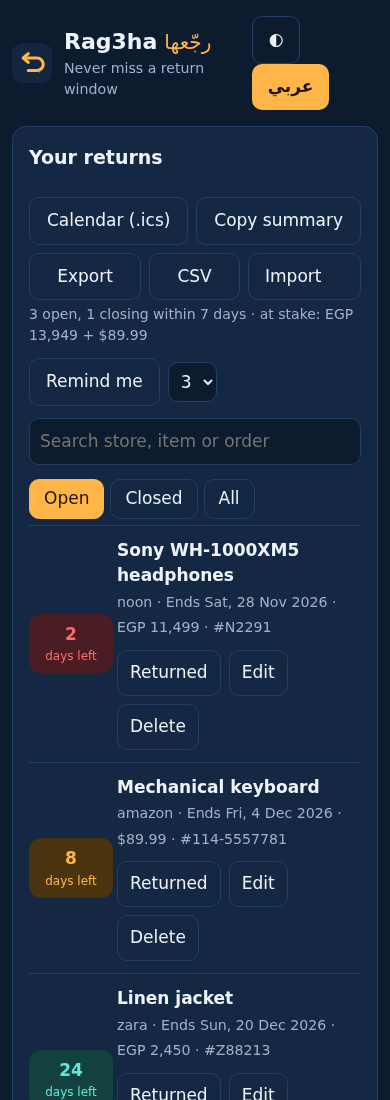 Rag3ha رجّعها
Never miss a return
window
◐
عربي
Your returns
Calendar (.ics)
Copy summary
Export
CSV
Import
3 open, 1 closing within 7 days · at stake: EGP
13,949 + $89.99
Remind me
3
Search store, item or order
Open
Closed
All
Sony WH-1000XM5
headphones
noon · Ends Sat, 28 Nov 2026 ·
EGP 11,499 · #N2291
2
days left
Returned
Edit
Delete
Mechanical keyboard
amazon · Ends Fri, 4 Dec 2026 ·
$89.99 · #114-5557781
8
days left
Returned
Edit
Delete
Linen jacket
zara · Ends Sun, 20 Dec 2026 ·
EGP 2,450 · #Z88213
24
days left
Returned
Edit